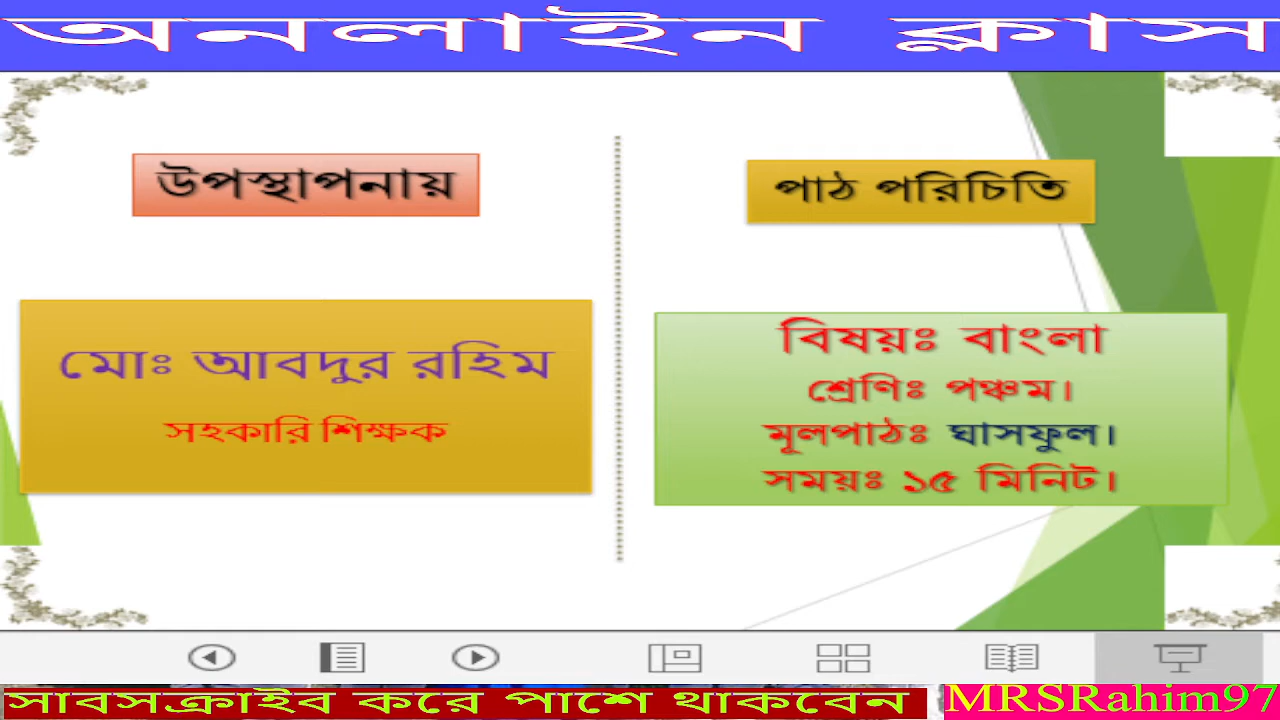 অনলাইন ক্লাস
উপস্থাপনায়
মোঃ আবদুর রহিম
সহকারি শিক্ষক
পাঠ পরিচিতি
বিষয়ঃ বাংলা
শ্রেণিঃ পঞ্চম।
মূলপাঠঃ ঘাসফুল।
সময়ঃ ১৫ মিনিট।
সাবসক্রাইব করে পাশে থাকবেন
MRSRahim97